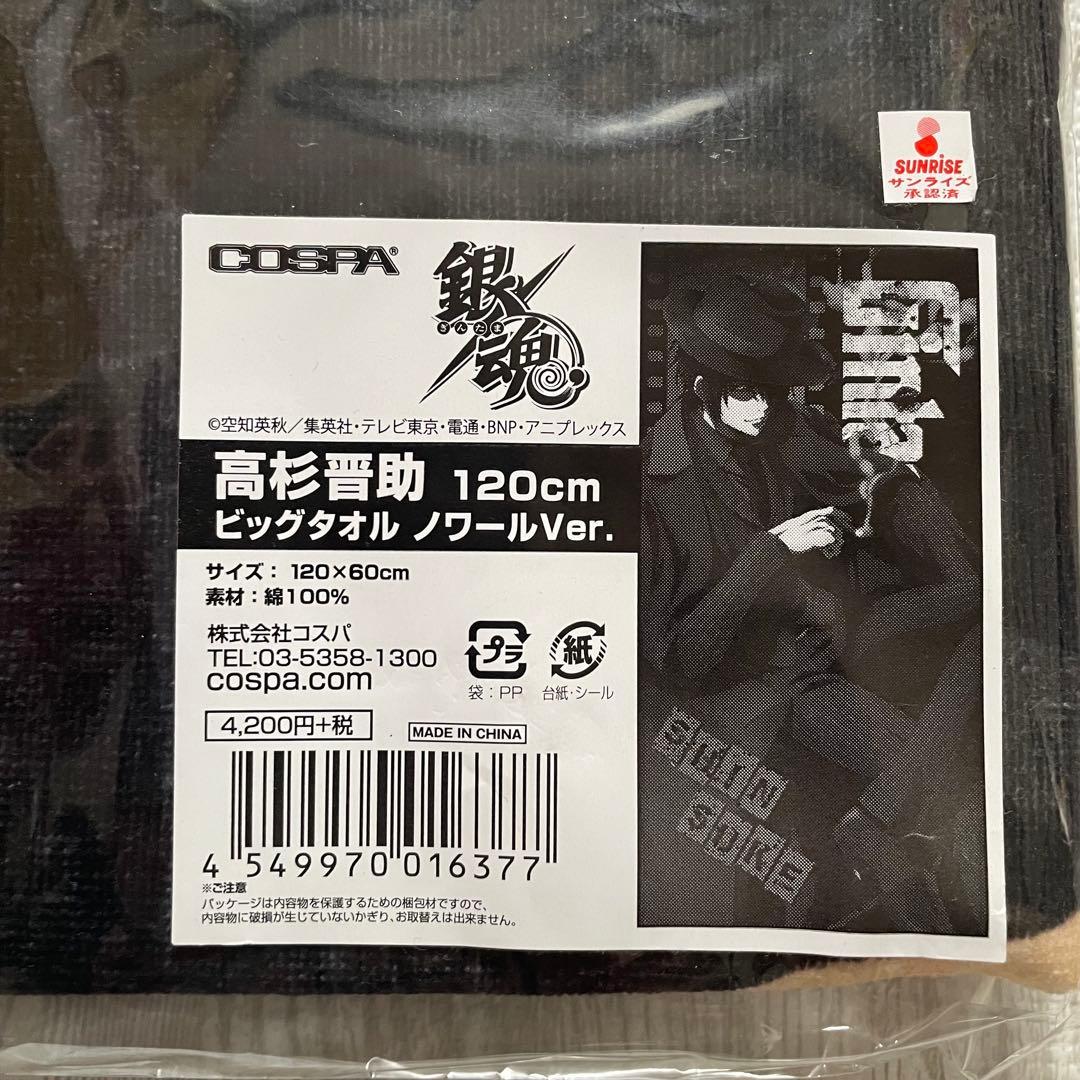 SUNRISE
サンライズ
承認済
COSPA®
銀魂
ぎんたま
©空知英秋／集英社・テレビ東京・電通・BNP・アニプレックス
高杉晋助 120cm
ビッグタオル ノワールVer.
サイズ： 120×60cm
素材：綿100%
株式会社コスパ
TEL:03-5358-1300
cospa.com
プラ
袋：PP
紙
台紙・シール
4,200円+税
MADE IN CHINA
4 549970 016377
※ご注意
パッケージは内容物を保護するための梱包材ですので、
内容物に破損が生じていないかぎり、お取替えは出来ません。
SHIN
SUKE